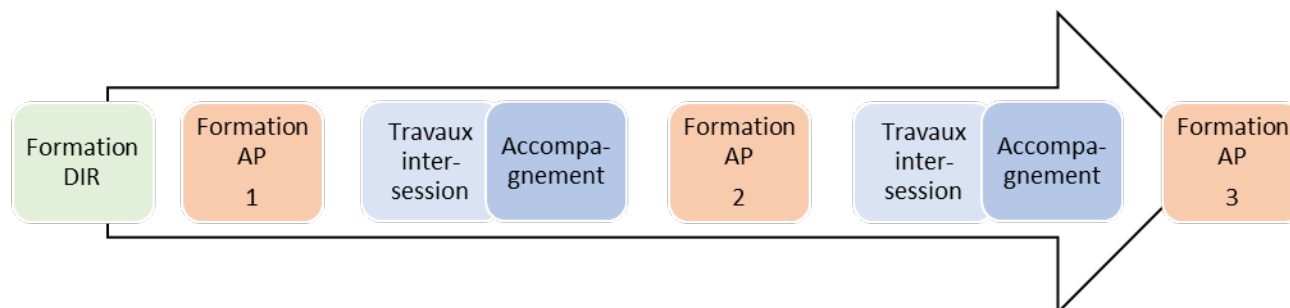 Formation
DIR
Formation
AP
1
Travaux
inter-
session
Accompa-
gnement
Formation
AP
2
Travaux
inter-
session
Accompa-
gnement
Formation
AP
3